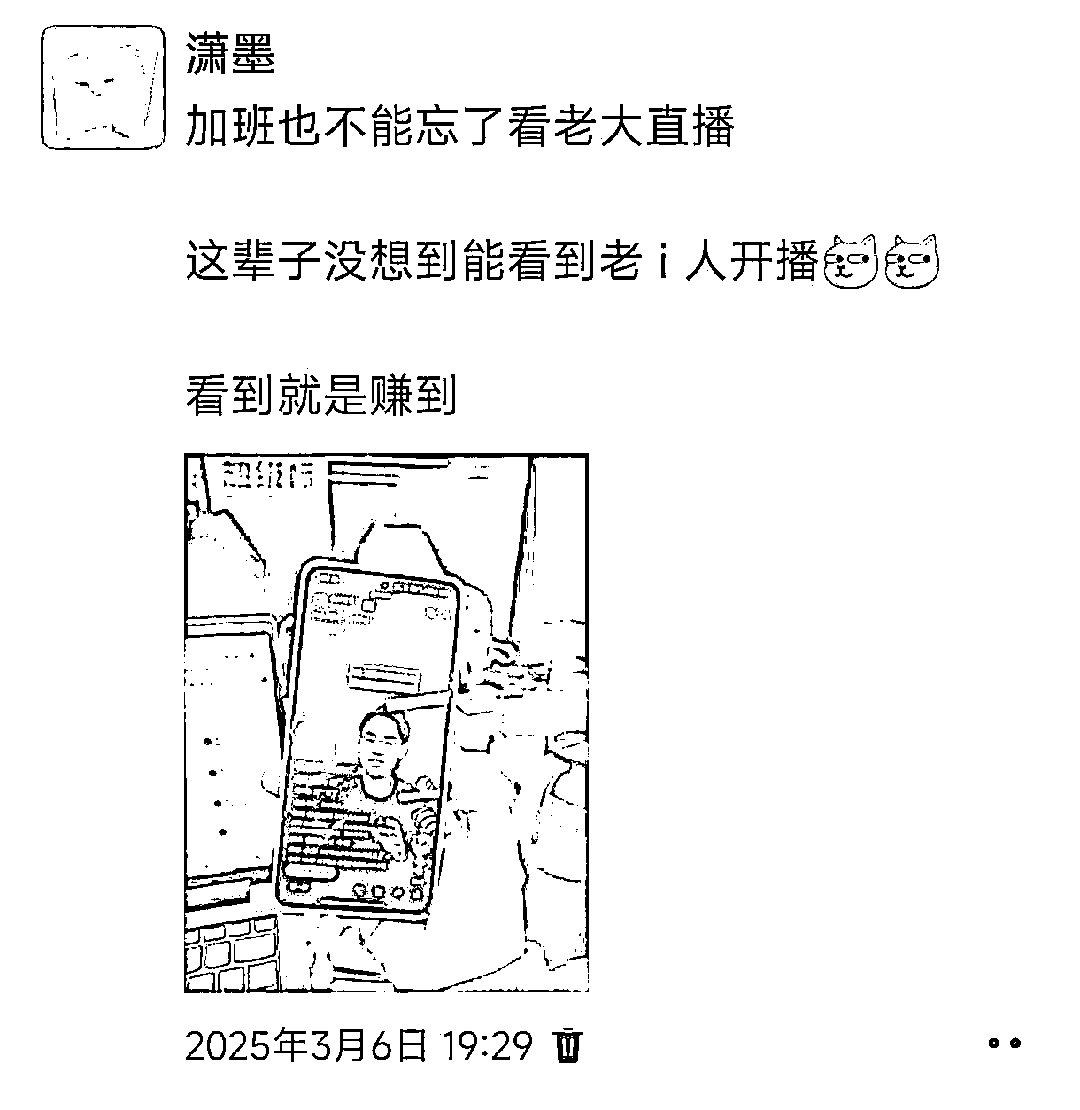 潇墨
加班也不能忘了看老大直播
这辈子没想到能看到老 i 人开播
看到就是赚到
2025年3月6日 19:29